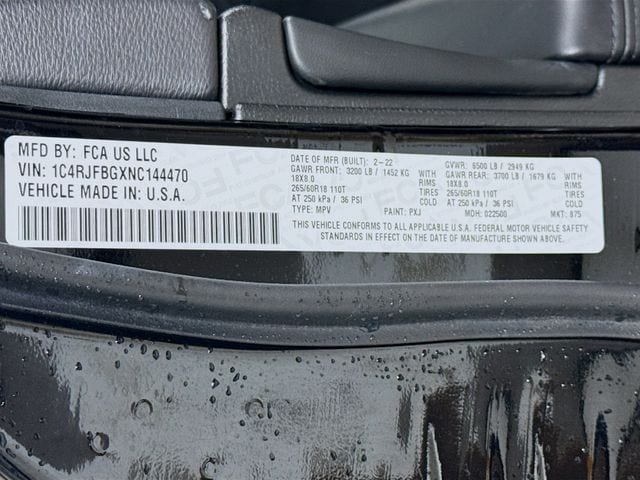 MFD BY: FCA US LLC
VIN: 1C4RJFBGXNC144470
VEHICLE MADE IN: U.S.A.
DATE OF MFR (BUILT): 2-22 GVWR: 6500 LB / 2949 KG
GAWR FRONT: 3200 LB / 1452 KG WITH GAWR REAR: 3700 LB / 1679 KG WITH
18X8.0 RIMS 18X8.0 RIMS
265/60R18 110T TIRES 265/60R18 110T TIRES
AT 250 kPa / 36 PSI AT 250 kPa / 36 PSI
TYPE: MPV PAINT: PXJ MDH: 022500 MKT: 875
THIS VEHICLE CONFORMS TO ALL APPLICABLE U.S.A. FEDERAL MOTOR VEHICLE SAFETY
STANDARDS IN EFFECT ON THE DATE OF MANUFACTURE SHOWN ABOVE.